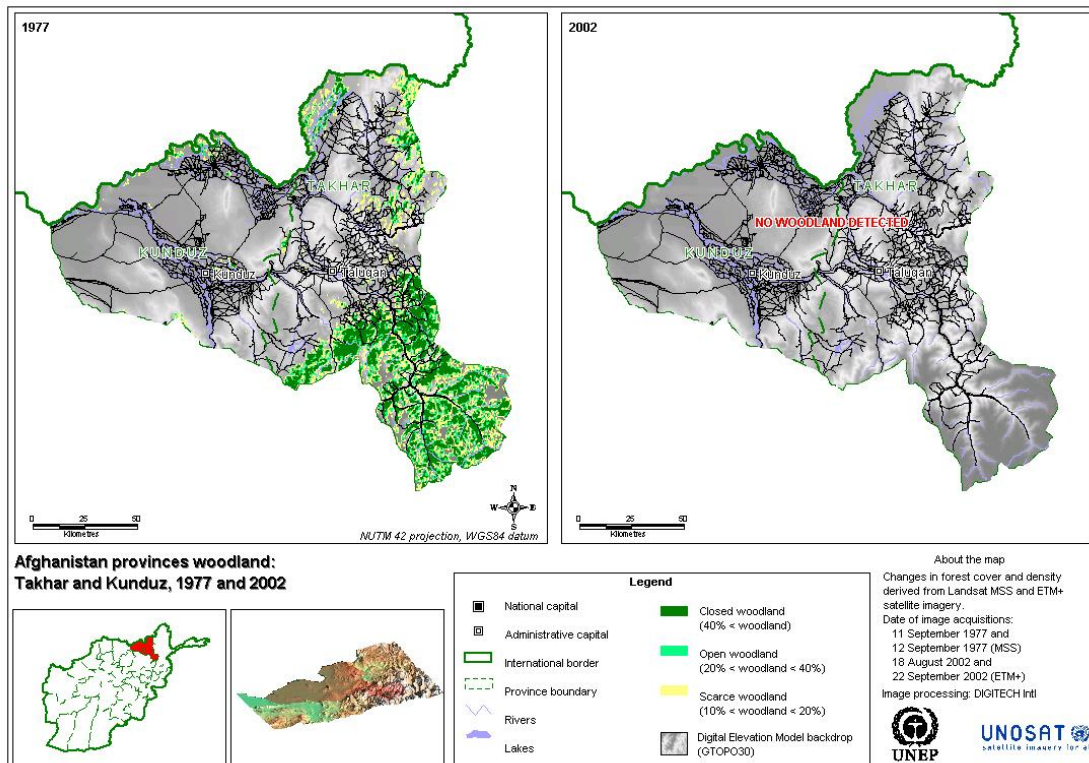 1977
TAKHAR
KUNDUZ
Kunduz
Taluqan
0 25 50
Kilometres
N
W E
S
NUTM 42 projection, WGS84 datum
2002
TAKHAR
NO WOODLAND DETECTED
KUNDUZ
Kunduz
Taluqan
0 25 50
Kilometres
Afghanistan provinces woodland:
Takhar and Kunduz, 1977 and 2002
Legend
National capital
Administrative capital
International border
Province boundary
Rivers
Lakes
Closed woodland
(40% < woodland)
Open woodland
(20% < woodland < 40%)
Scarce woodland
(10% < woodland < 20%)
Digital Elevation Model backdrop
(GTOPO30)
About the map
Changes in forest cover and density
derived from Landsat MSS and ETM+
satellite imagery.
Date of image acquisitions:
11 September 1977 and
12 September 1977 (MSS)
18 August 2002 and
22 September 2002 (ETM+)
Image processing: DIGITECH Intl
UNEP
UNOSAT
satellite imagery for al